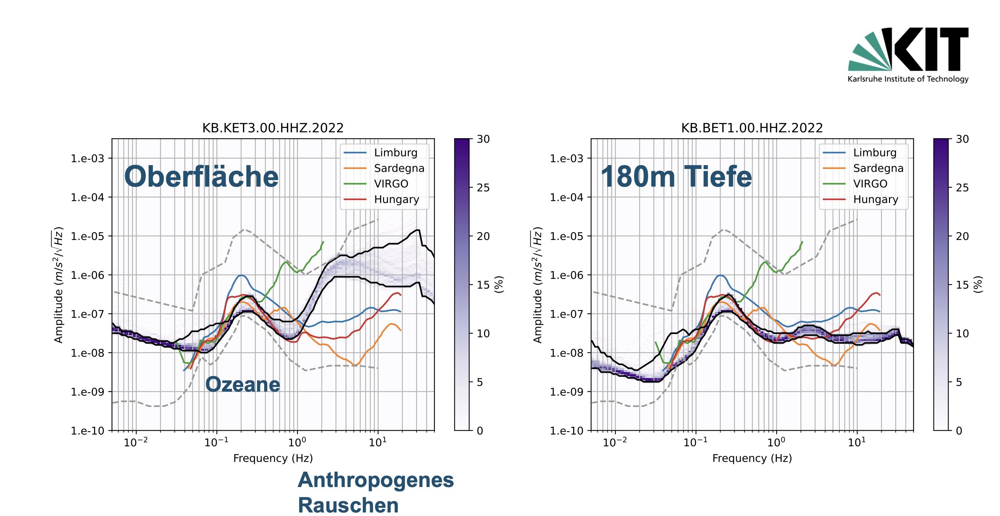 KIT
Karlsruhe Institute of Technology
KB.KET3.00.HHZ.2022
Oberfläche
Limburg
Sardegna
VIRGO
Hungary
1.e-03
1.e-04
1.e-05
1.e-06
1.e-07
1.e-08
1.e-09
1.e-10
Amplitude (m/s²/√Hz)
Ozeane
10⁻² 10⁻¹ 10⁰ 10¹
Frequency (Hz)
30
25
20
15
10
5
0
(%)
Anthropogenes
Rauschen
KB.BET1.00.HHZ.2022
180m Tiefe
Limburg
Sardegna
VIRGO
Hungary
1.e-03
1.e-04
1.e-05
1.e-06
1.e-07
1.e-08
1.e-09
1.e-10
Amplitude (m/s²/√Hz)
10⁻² 10⁻¹ 10⁰ 10¹
Frequency (Hz)
30
25
20
15
10
5
0
(%)